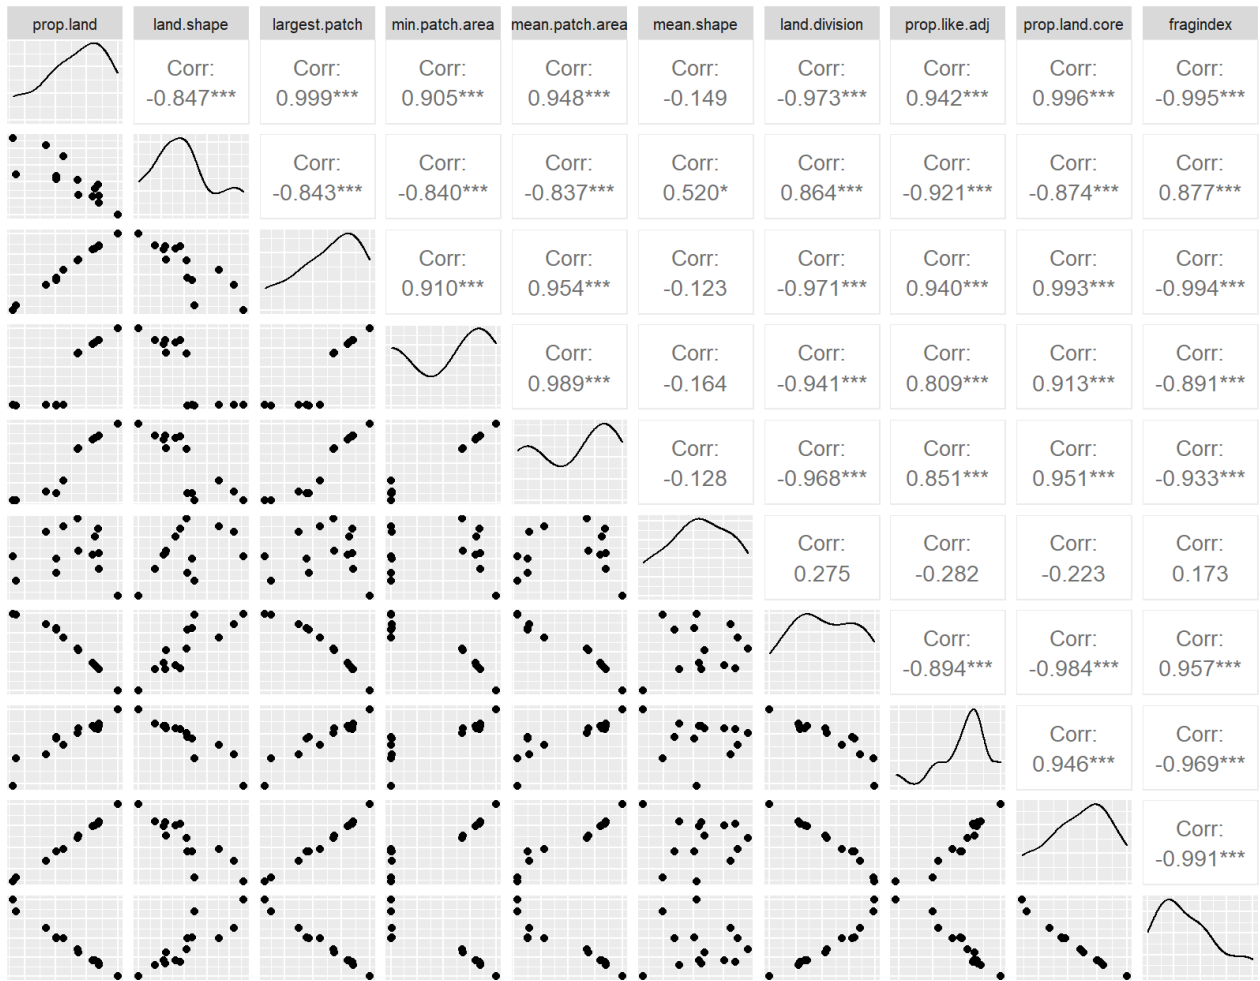 prop.land land.shape largest.patch min.patch.area mean.patch.area mean.shape land.division prop.like.adj prop.land.core fragindex
Corr: Corr: Corr: Corr: Corr: Corr: Corr: Corr: Corr:
-0.847*** 0.999*** 0.905*** 0.948*** -0.149 -0.973*** 0.942*** 0.996*** -0.995***
Corr: Corr: Corr: Corr: Corr: Corr: Corr: Corr:
-0.843*** -0.840*** -0.837*** 0.520* 0.864*** -0.921*** -0.874*** 0.877***
Corr: Corr: Corr: Corr: Corr: Corr: Corr:
0.910*** 0.954*** -0.123 -0.971*** 0.940*** 0.993*** -0.994***
Corr: Corr: Corr: Corr: Corr: Corr:
0.989*** -0.164 -0.941*** 0.809*** 0.913*** -0.891***
Corr: Corr: Corr: Corr: Corr:
-0.128 -0.968*** 0.851*** 0.951*** -0.933***
Corr: Corr: Corr: Corr:
0.275 -0.282 -0.223 0.173
Corr: Corr: Corr:
-0.894*** -0.984*** 0.957***
Corr: Corr:
0.946*** -0.969***
Corr:
-0.991***